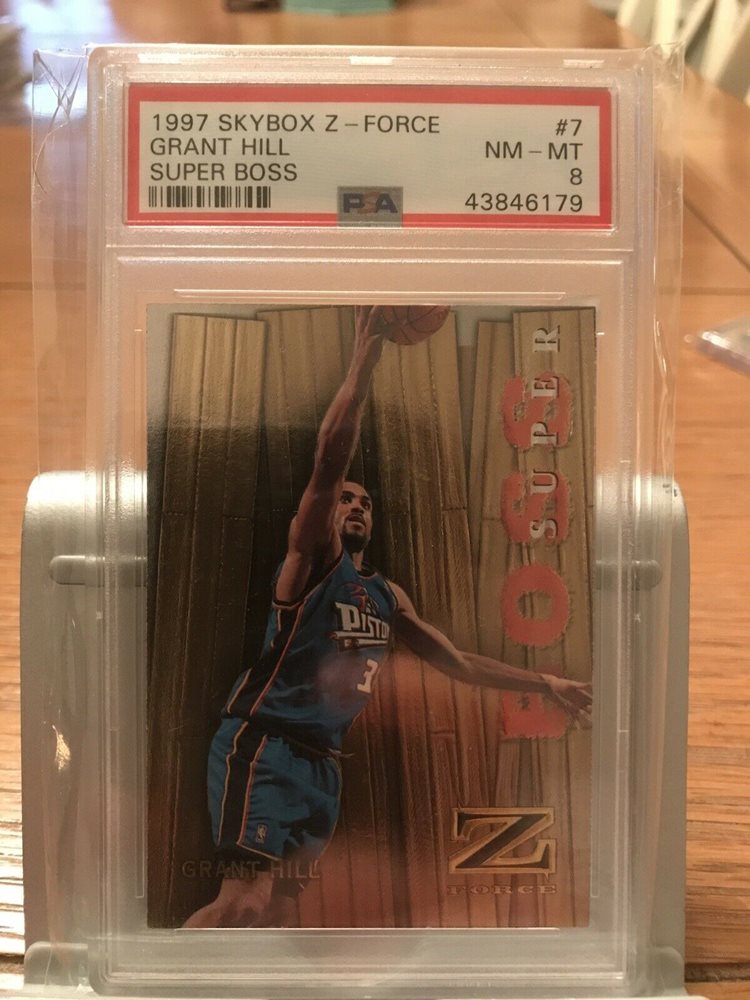 1997 SKYBOX Z-FORCE #7
GRANT HILL NM-MT
SUPER BOSS 8
PSA 43846179
SUPER
BOSS
PISTO
3
GRANT HILL
Z
FORCE